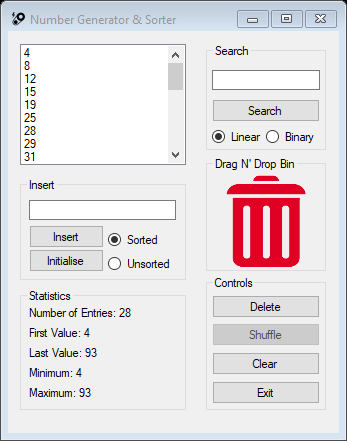 Number Generator & Sorter
4
8
12
15
19
25
28
29
31
Search
Search
Linear Binary
Insert
Insert
Sorted
Initialise
Unsorted
Drag N' Drop Bin
Statistics
Number of Entries: 28
First Value: 4
Last Value: 93
Minimum: 4
Maximum: 93
Controls
Delete
Shuffle
Clear
Exit